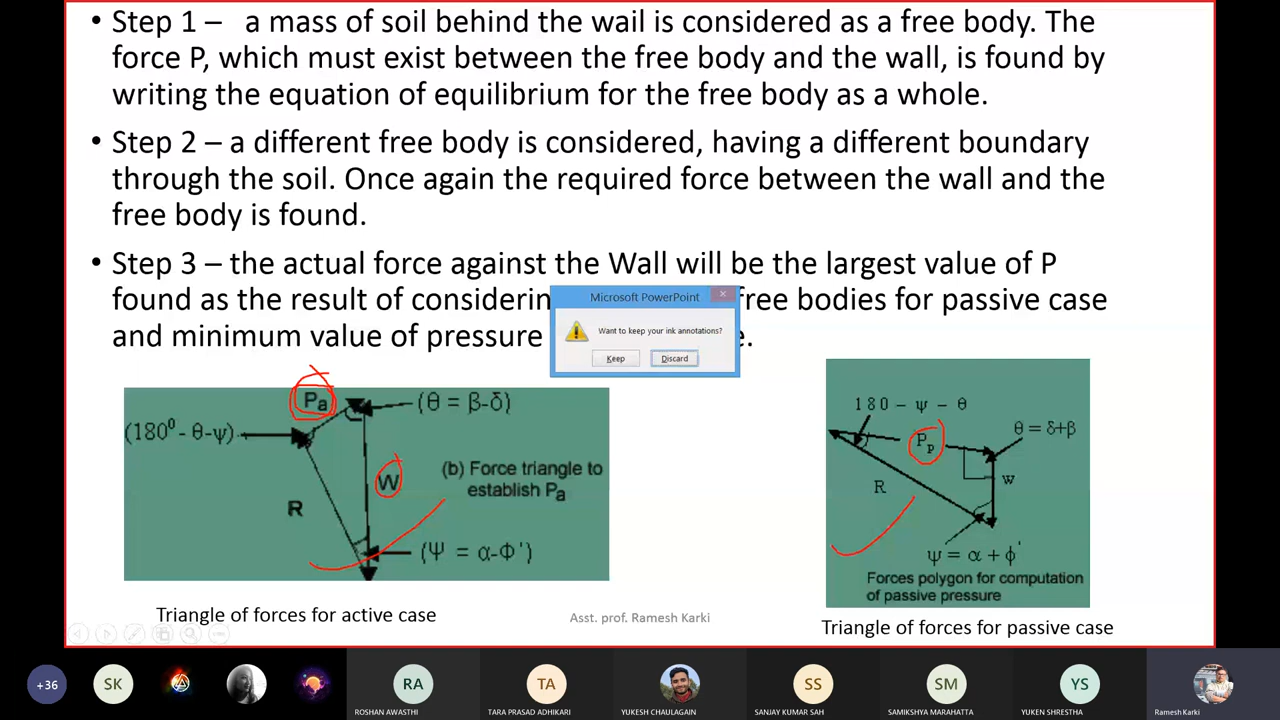 • Step 1 – a mass of soil behind the wail is considered as a free body. The
force P, which must exist between the free body and the wall, is found by
writing the equation of equilibrium for the free body as a whole.
• Step 2 – a different free body is considered, having a different boundary
through the soil. Once again the required force between the wall and the
free body is found.
• Step 3 – the actual force against the Wall will be the largest value of P
found as the result of considerin free bodies for passive case
and minimum value of pressure e.
Microsoft PowerPoint
Want to keep your ink annotations?
Keep Discard
Pa
(θ = β-δ)
(180⁰ - θ-ψ)
W
(b) Force triangle to
establish Pa
R
(Ψ = α-Φ')
Triangle of forces for active case
Asst. prof. Ramesh Karki
180 - ψ - θ
θ = δ+β
Pp
R
w
ψ = α + ϕ'
Forces polygon for computation
of passive pressure
Triangle of forces for passive case
+36
SK
RA
ROSHAN AWASTHI
TA
TARA PRASAD ADHIKARI
YUKESH CHAULAGAIN
SS
SANJAY KUMAR SAH
SM
SAMIKSHYA MARAHATTA
YS
YUKEN SHRESTHA
Ramesh Karki